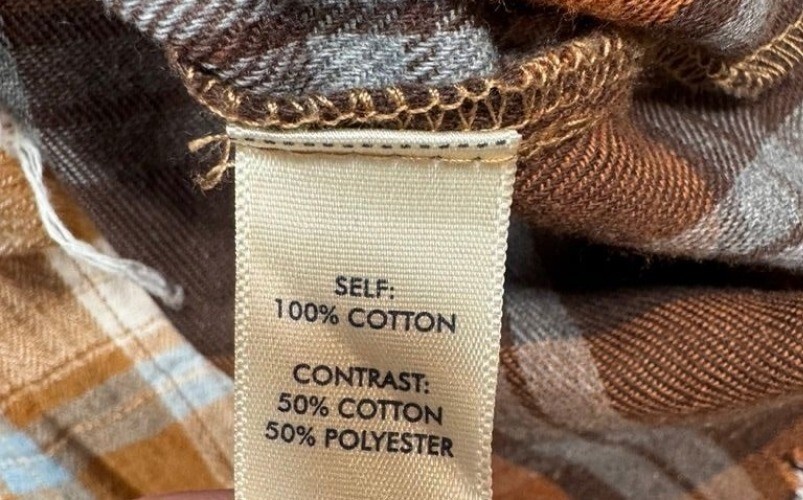 SELF:
100% COTTON
CONTRAST:
50% COTTON
50% POLYESTER